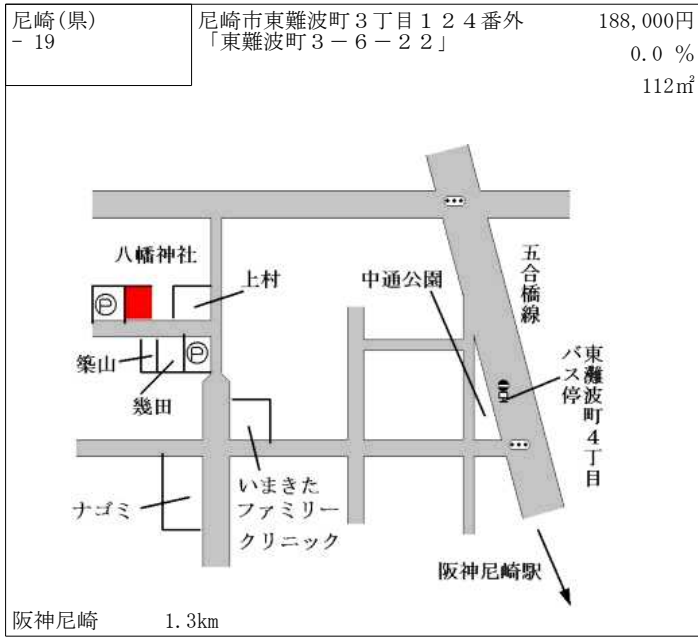 尼崎(県)
- 19
尼崎市東難波町３丁目１２４番外
「東難波町３－６－２２」
188,000円
0.0 %
112㎡
八幡神社
上村
中通公園
五合橋線
P
築山
幾田
P
東灘波町４丁目
バス停
いまきた
ファミリー
クリニック
ナゴミ
阪神尼崎駅
阪神尼崎 1.3km